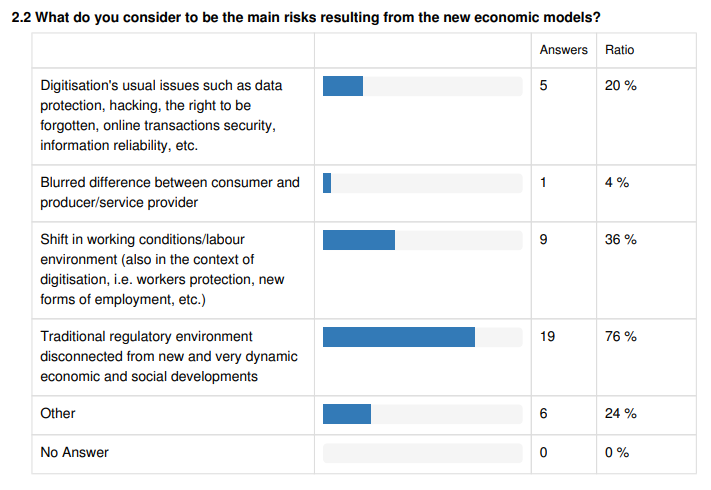 2.2 What do you consider to be the main risks resulting from the new economic models?
Answers Ratio
Digitisation's usual issues such as data 5 20 %
protection, hacking, the right to be
forgotten, online transactions security,
information reliability, etc.
Blurred difference between consumer and 1 4 %
producer/service provider
Shift in working conditions/labour 9 36 %
environment (also in the context of
digitisation, i.e. workers protection, new
forms of employment, etc.)
Traditional regulatory environment 19 76 %
disconnected from new and very dynamic
economic and social developments
Other 6 24 %
No Answer 0 0 %